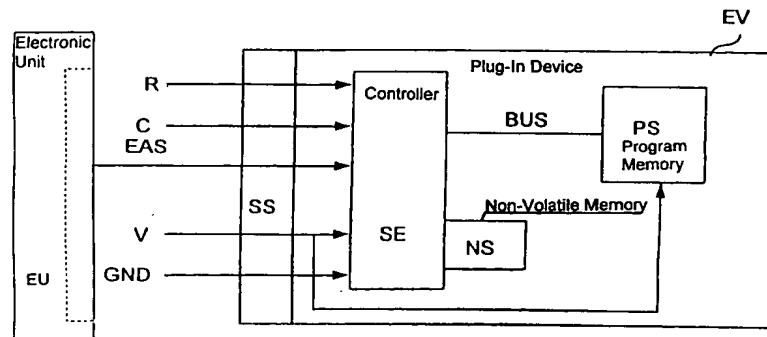 EV
Electronic
Unit
Plug-In Device
R
Controller
C
BUS
PS
Program
Memory
EAS
SS
Non-Volatile Memory
V
SE
NS
GND
EU